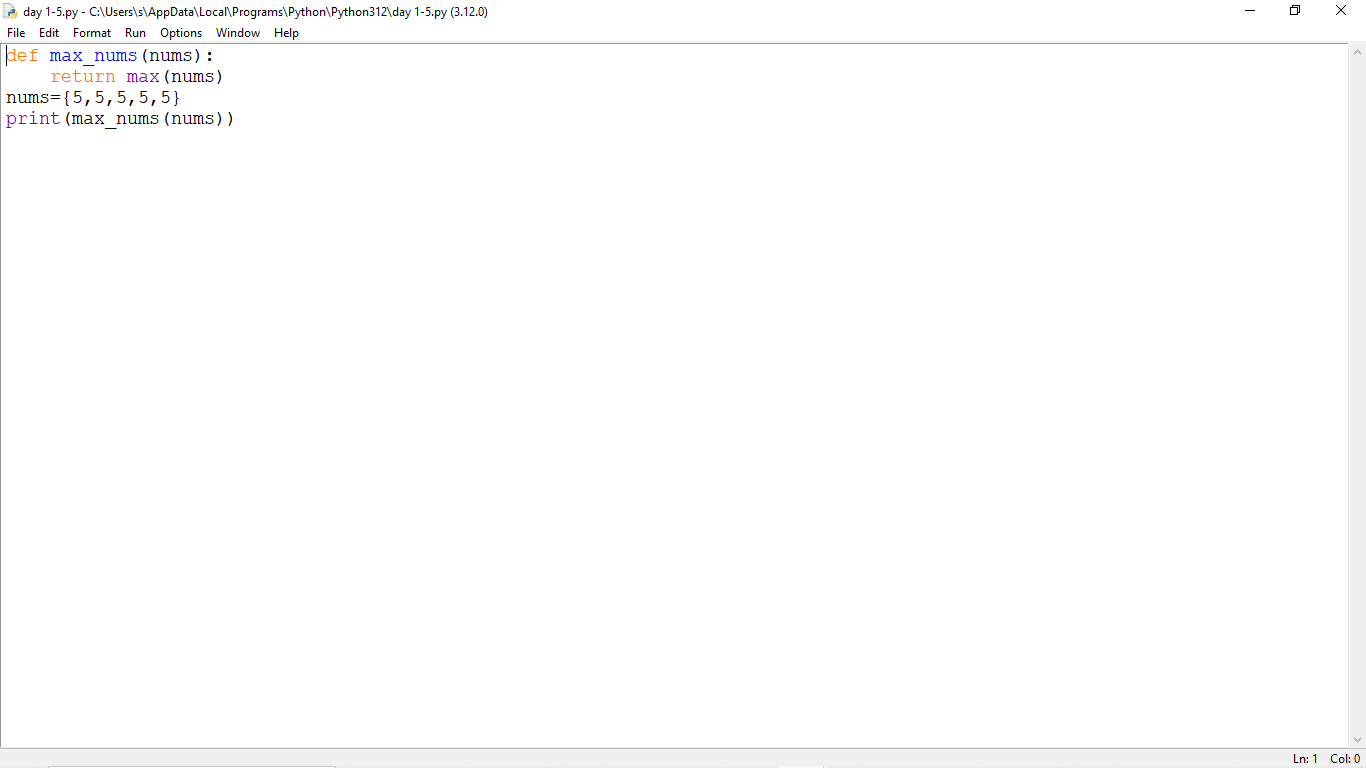 day 1-5.py - C:\Users\s\AppData\Local\Programs\Python\Python312\day 1-5.py (3.12.0)
File Edit Format Run Options Window Help
def max_nums(nums):
    return max(nums)
nums={5,5,5,5,5}
print(max_nums(nums))
Ln: 1 Col: 0